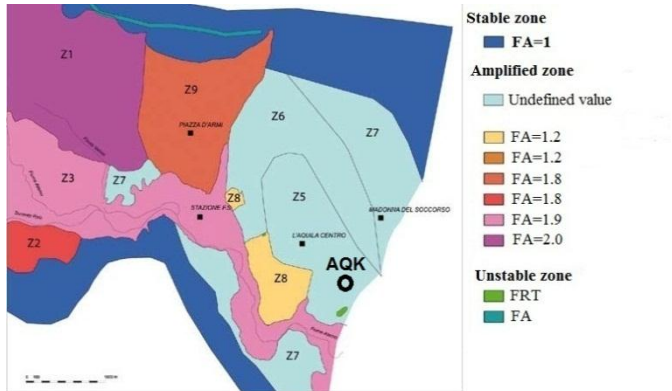 Z1
Z9
PIAZZA D'ARMI
Z6
Z7
Z3
Z7
Z8
Z5
STAZIONE F.S.
MADONNA DEL SOCCORSO
Z2
L'AQUILA CENTRO
Z8
AQK
Z7
Stable zone
FA=1
Amplified zone
Undefined value
FA=1.2
FA=1.2
FA=1.8
FA=1.8
FA=1.9
FA=2.0
Unstable zone
FRT
FA